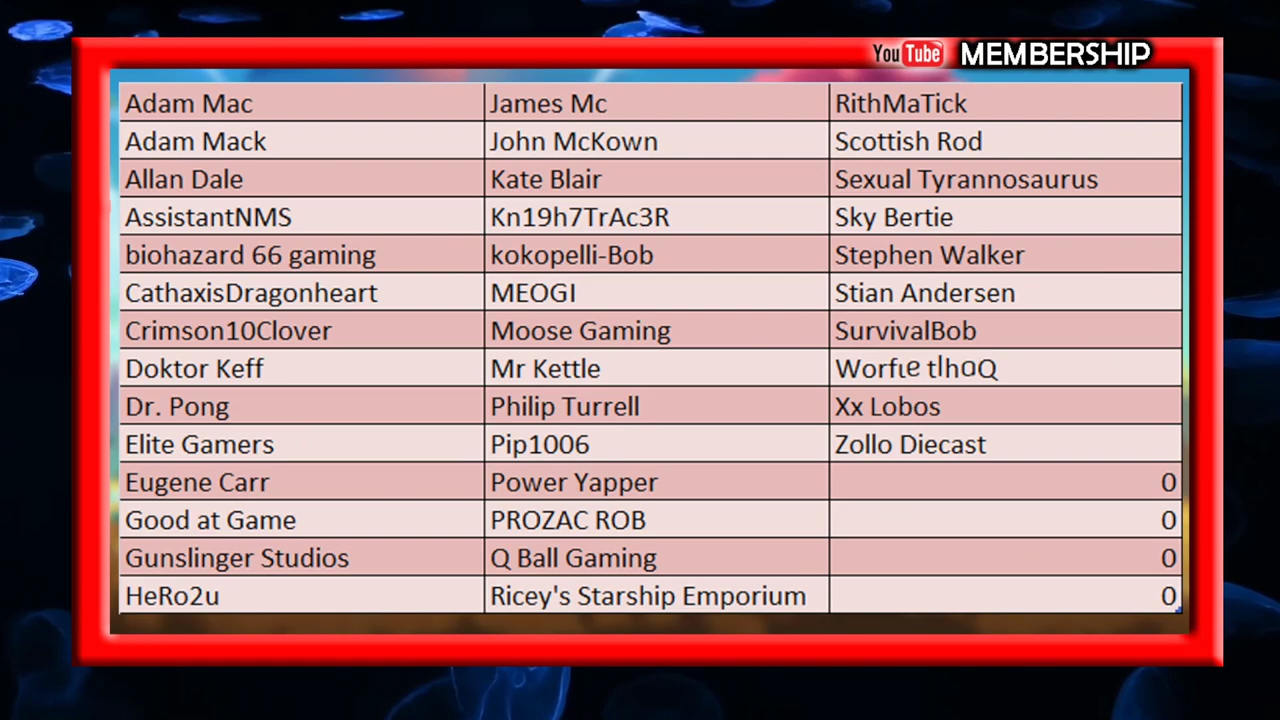 YouTube MEMBERSHIP
Adam Mac James Mc RithMaTick
Adam Mack John McKown Scottish Rod
Allan Dale Kate Blair Sexual Tyrannosaurus
AssistantNMS Kn19h7TrAc3R Sky Bertie
biohazard 66 gaming kokopelli-Bob Stephen Walker
CathaxisDragonheart MEOGI Stian Andersen
Crimson10Clover Moose Gaming SurvivalBob
Doktor Keff Mr Kettle Worfɩҽ tlhօQ
Dr. Pong Philip Turrell Xx Lobos
Elite Gamers Pip1006 Zollo Diecast
Eugene Carr Power Yapper 0
Good at Game PROZAC ROB 0
Gunslinger Studios Q Ball Gaming 0
HeRo2u Ricey's Starship Emporium 0